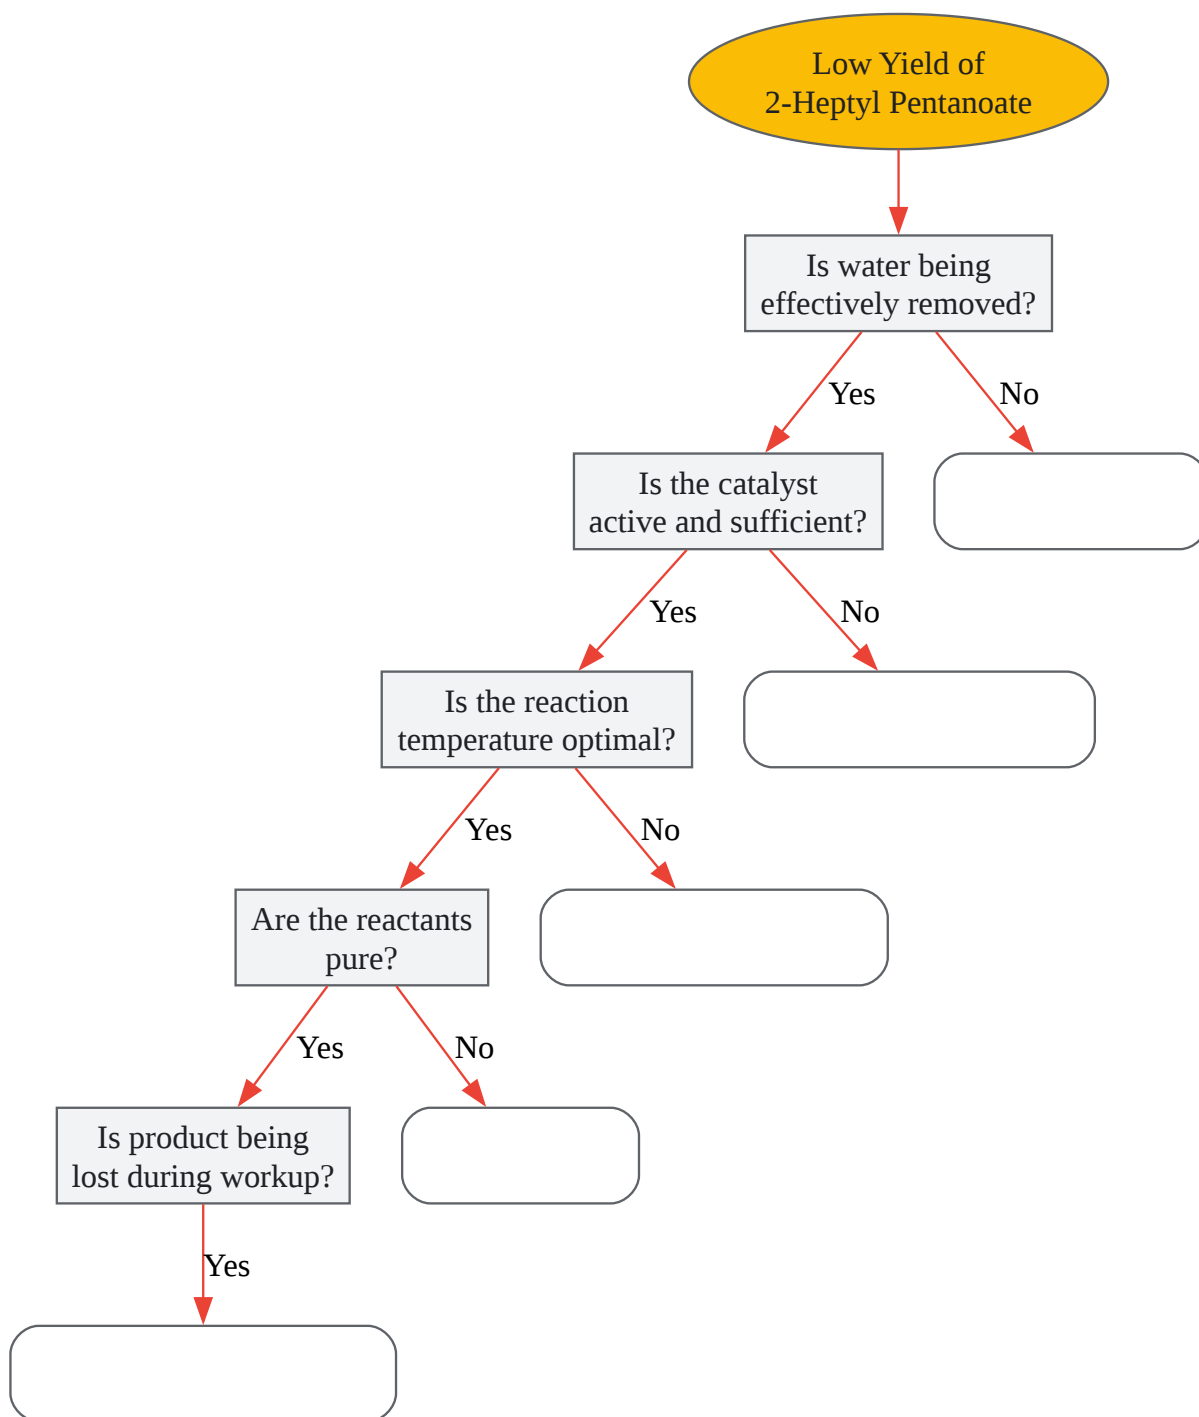 Low Yield of
2-Heptyl Pentanoate
Is water being
effectively removed?
Yes
No
Is the catalyst
active and sufficient?
Yes
No
Is the reaction
temperature optimal?
Yes
No
Are the reactants
pure?
Yes
No
Is product being
lost during workup?
Yes